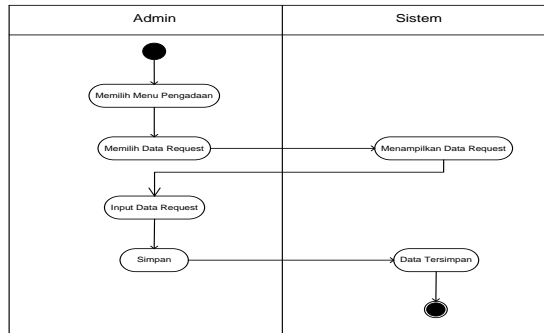 Admin
Sistem
Memilih Menu Pengadaan
Memilih Data Request
Menampilkan Data Request
Input Data Request
Simpan
Data Tersimpan